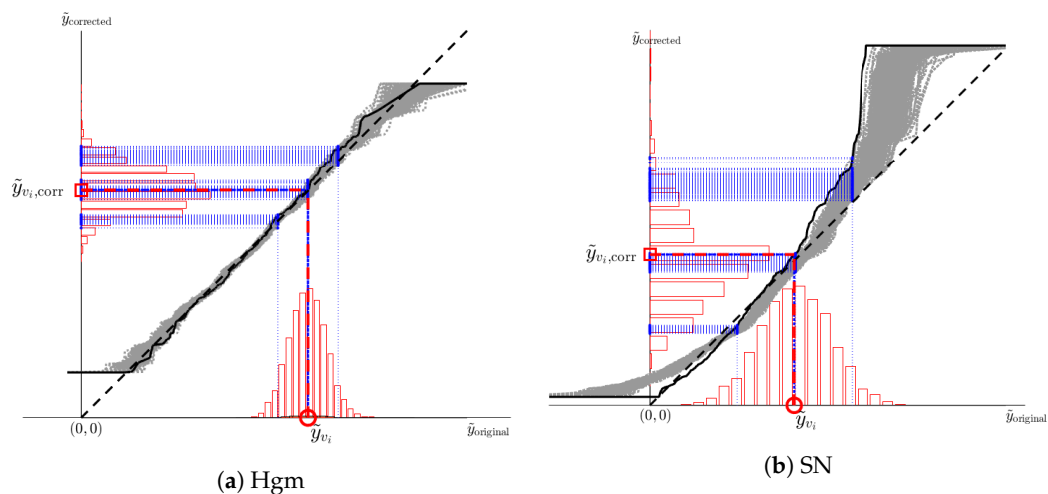 ỹcorrected
ỹvᵢ,corr
(0, 0)
ỹvᵢ
ỹoriginal
(a) Hgm
ỹcorrected
ỹvᵢ,corr
(0, 0)
ỹvᵢ
ỹoriginal
(b) SN